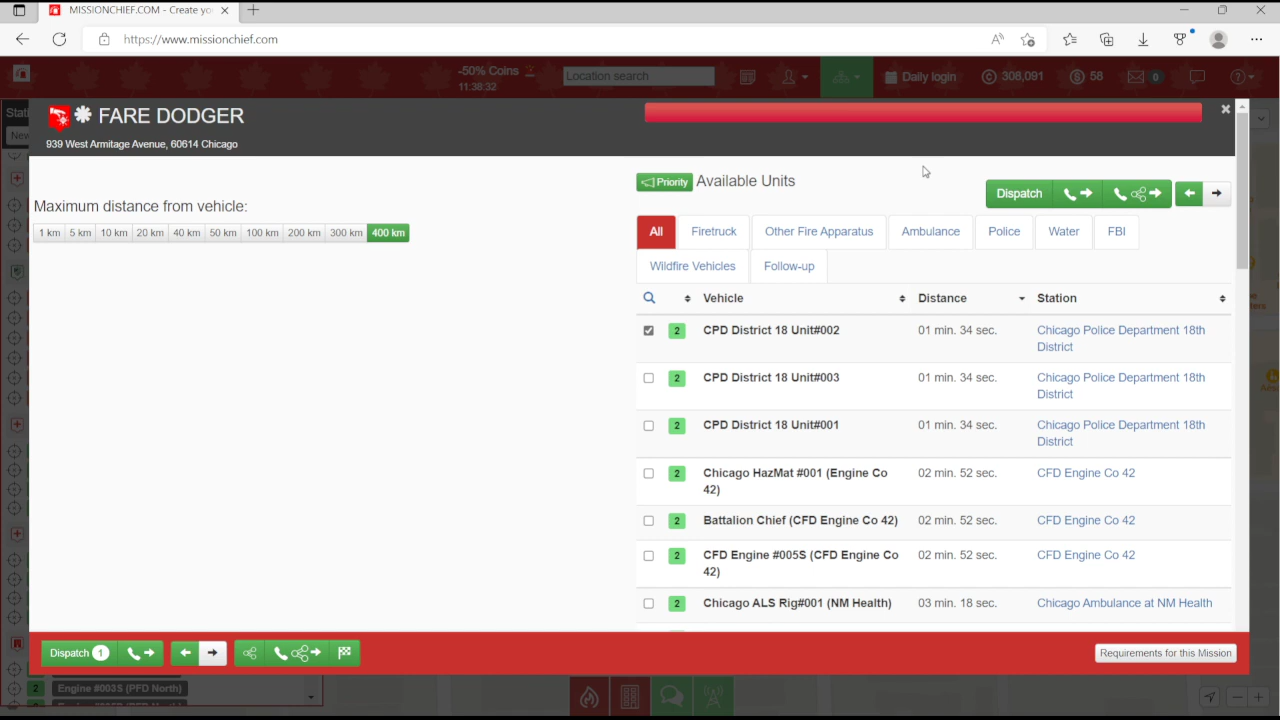 MISSIONCHIEF.COM - Create yo
https://www.missionchief.com
-50% Coins
11:38:32
Location search
Daily login
308,091
58
0
Stati
New
FARE DODGER
939 West Armitage Avenue, 60614 Chicago
Maximum distance from vehicle:
1 km 5 km 10 km 20 km 40 km 50 km 100 km 200 km 300 km 400 km
Priority Available Units
Dispatch
All Firetruck Other Fire Apparatus Ambulance Police Water FBI
Wildfire Vehicles Follow-up
Vehicle Distance Station
2 CPD District 18 Unit#002 01 min. 34 sec. Chicago Police Department 18th
District
2 CPD District 18 Unit#003 01 min. 34 sec. Chicago Police Department 18th
District
2 CPD District 18 Unit#001 01 min. 34 sec. Chicago Police Department 18th
District
2 Chicago HazMat #001 (Engine Co 02 min. 52 sec. CFD Engine Co 42
42)
2 Battalion Chief (CFD Engine Co 42) 02 min. 52 sec. CFD Engine Co 42
2 CFD Engine #005S (CFD Engine Co 02 min. 52 sec. CFD Engine Co 42
42)
2 Chicago ALS Rig#001 (NM Health) 03 min. 18 sec. Chicago Ambulance at NM Health
Dispatch 1
Requirements for this Mission
2 Engine #003S (PFD North)